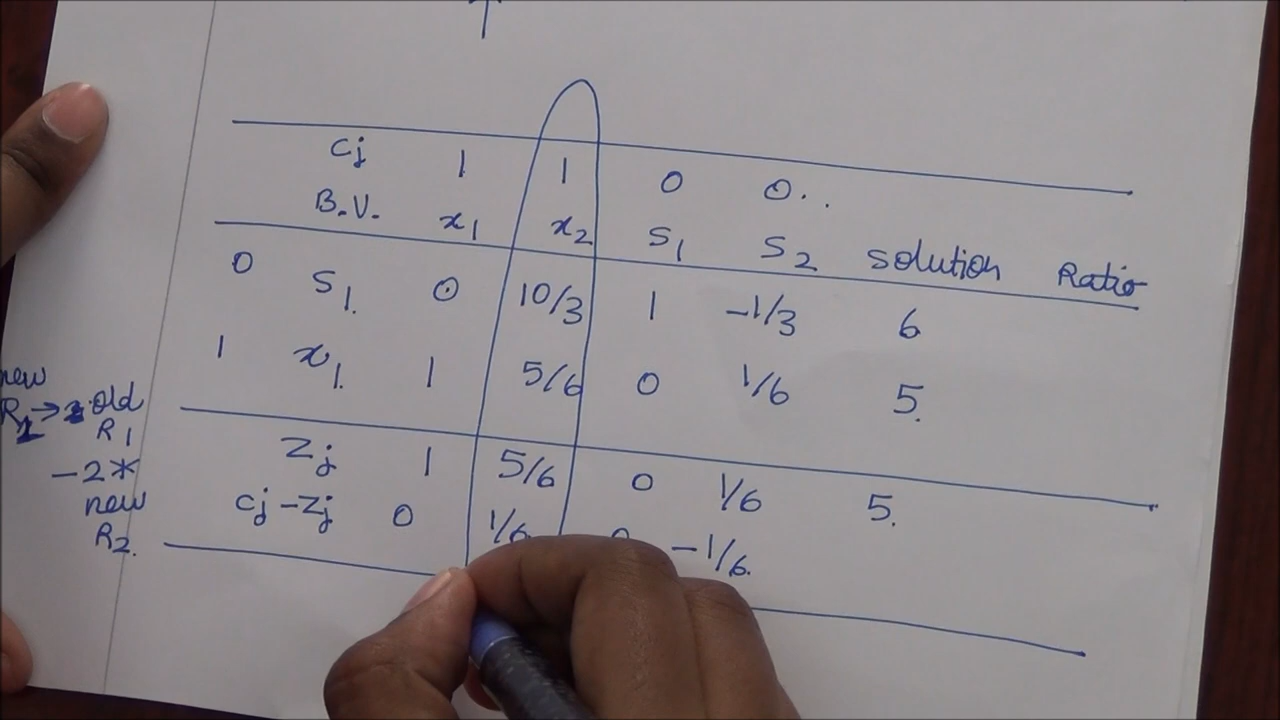 Cj 1 1 0 0..
B.V. x1 x2 S1 S2 Solution Ratio
0 S1. 0 10/3 1 -1/3 6
1 x1. 1 5/6 0 1/6 5.
Zj 1 5/6 0 1/6 5.
Cj-Zj 0 1/6 0 -1/6.
new
R1 → old
R1
-2*
new
R2.